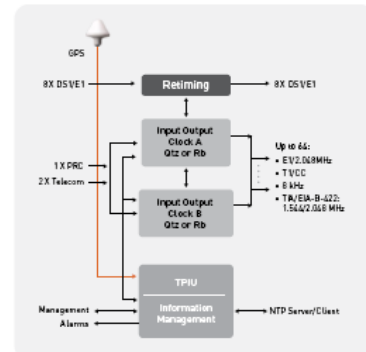 GPS
8X DS1/E1
Retiming
8X DS1/E1
Input Output
Clock A
Qtz or Rb
1X PRC
2X Telecom
Up to 64:
• E1/2.048MHz
• T1/CC
• 8 kHz
• TIA/EIA-B-422:
1.544/2.048 MHz
Input Output
Clock B
Qtz or Rb
TPIU
Information
Management
Management
Alarms
NTP Server/Client